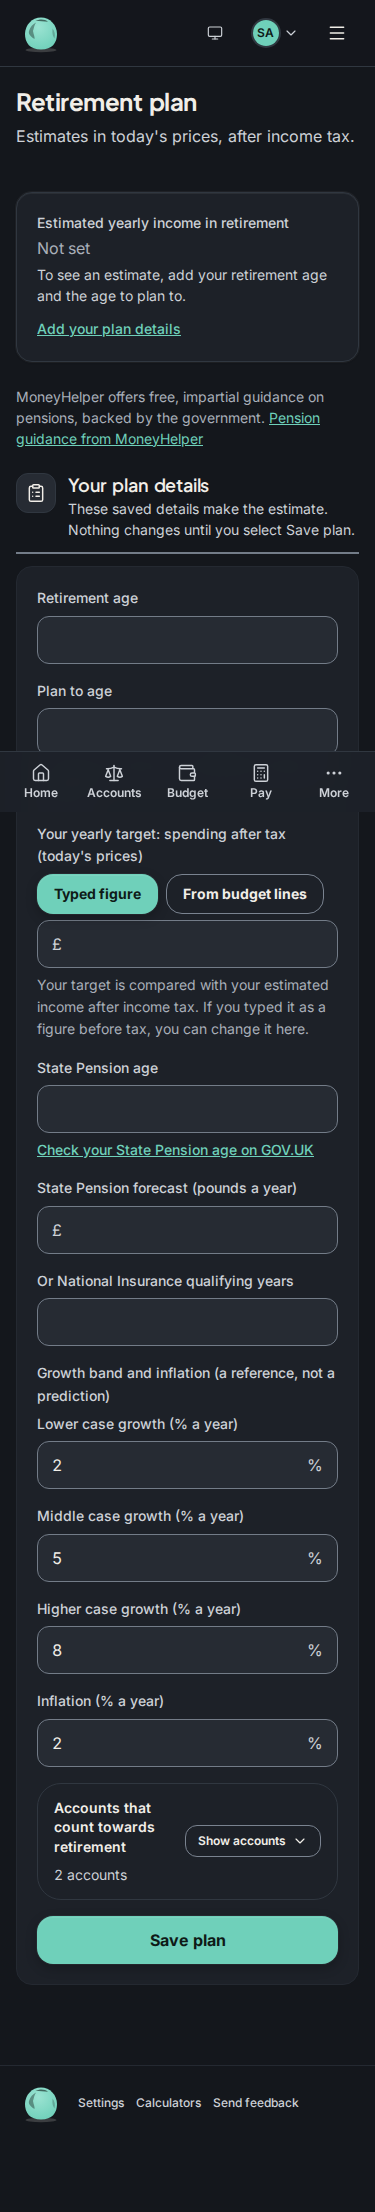 SA
Retirement plan
Estimates in today's prices, after income tax.
Estimated yearly income in retirement
Not set
To see an estimate, add your retirement age
and the age to plan to.
Add your plan details
MoneyHelper offers free, impartial guidance on
pensions, backed by the government. Pension
guidance from MoneyHelper
Your plan details
These saved details make the estimate.
Nothing changes until you select Save plan.
Retirement age
Plan to age
Home Accounts Budget Pay More
Your yearly target: spending after tax
(today's prices)
Typed figure From budget lines
£
Your target is compared with your estimated
income after income tax. If you typed it as a
figure before tax, you can change it here.
State Pension age
Check your State Pension age on GOV.UK
State Pension forecast (pounds a year)
£
Or National Insurance qualifying years
Growth band and inflation (a reference, not a
prediction)
Lower case growth (% a year)
2 %
Middle case growth (% a year)
5 %
Higher case growth (% a year)
8 %
Inflation (% a year)
2 %
Accounts that
count towards
retirement
Show accounts
2 accounts
Save plan
Settings Calculators Send feedback